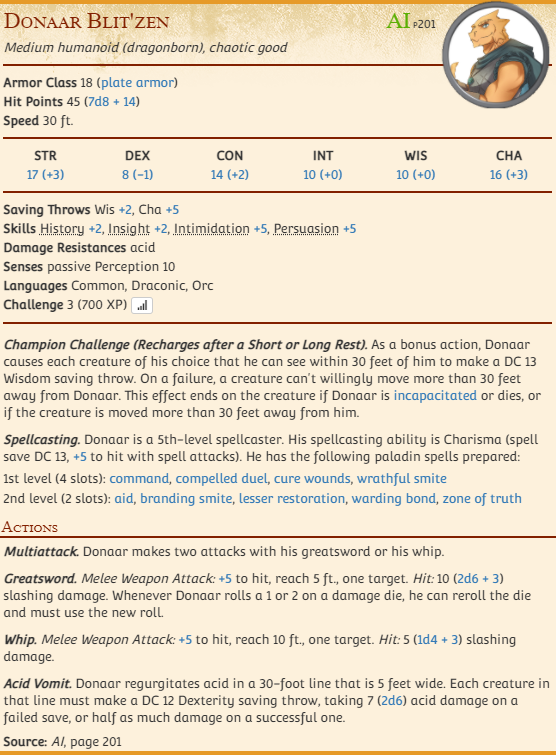 Donaar Blit'zen AI p201
Medium humanoid (dragonborn), chaotic good
Armor Class 18 (plate armor)
Hit Points 45 (7d8 + 14)
Speed 30 ft.
STR DEX CON INT WIS CHA
17 (+3) 8 (−1) 14 (+2) 10 (+0) 10 (+0) 16 (+3)
Saving Throws Wis +2, Cha +5
Skills History +2, Insight +2, Intimidation +5, Persuasion +5
Damage Resistances acid
Senses passive Perception 10
Languages Common, Draconic, Orc
Challenge 3 (700 XP)
Champion Challenge (Recharges after a Short or Long Rest). As a bonus action, Donaar
causes each creature of his choice that he can see within 30 feet of him to make a DC 13
Wisdom saving throw. On a failure, a creature can't willingly move more than 30 feet
away from Donaar. This effect ends on the creature if Donaar is incapacitated or dies, or
if the creature is moved more than 30 feet away from him.
Spellcasting. Donaar is a 5th-level spellcaster. His spellcasting ability is Charisma (spell
save DC 13, +5 to hit with spell attacks). He has the following paladin spells prepared:
1st level (4 slots): command, compelled duel, cure wounds, wrathful smite
2nd level (2 slots): aid, branding smite, lesser restoration, warding bond, zone of truth
Actions
Multiattack. Donaar makes two attacks with his greatsword or his whip.
Greatsword. Melee Weapon Attack: +5 to hit, reach 5 ft., one target. Hit: 10 (2d6 + 3)
slashing damage. Whenever Donaar rolls a 1 or 2 on a damage die, he can reroll the die
and must use the new roll.
Whip. Melee Weapon Attack: +5 to hit, reach 10 ft., one target. Hit: 5 (1d4 + 3) slashing
damage.
Acid Vomit. Donaar regurgitates acid in a 30-foot line that is 5 feet wide. Each creature in
that line must make a DC 12 Dexterity saving throw, taking 7 (2d6) acid damage on a
failed save, or half as much damage on a successful one.
Source: AI, page 201